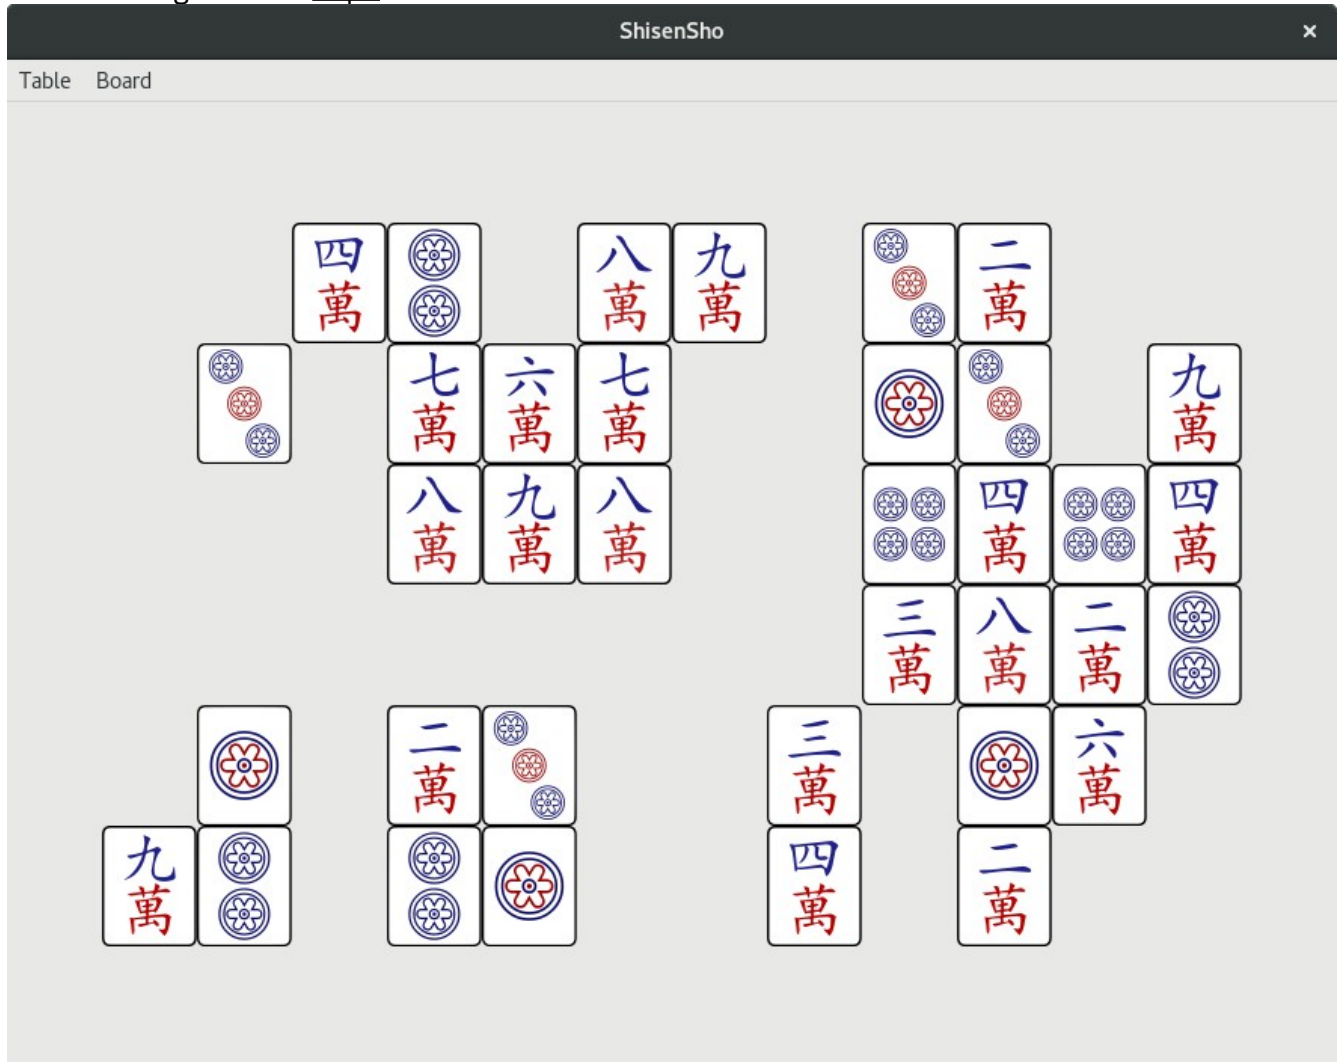 ShisenSho ×
Table Board
四萬 八萬 九萬 二萬
七萬 六萬 七萬 九萬
八萬 九萬 八萬 四萬 四萬
三萬 八萬 二萬
二萬 三萬 六萬
九萬 四萬 二萬